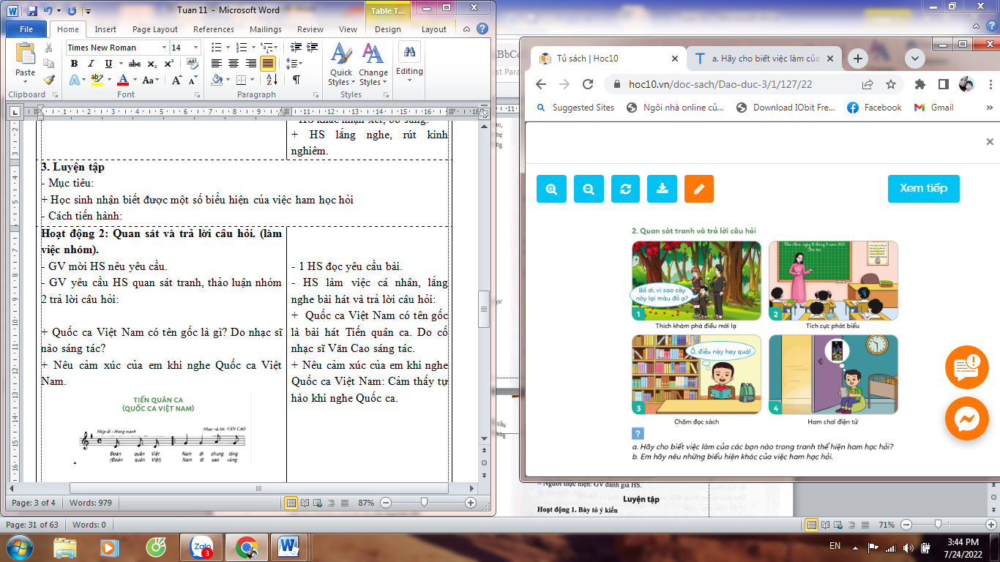 Tuan 11 - Microsoft Word
Table T...
File
Home
Insert
Page Layout
References
Mailings
Review
View
Design
Layout
Paste
Clipboard
Times New Roman
14
B I U abc x₂ x²
Aa
Font
Paragraph
Quick Styles
Change Styles
Styles
Editing
+ HS lắng nghe, rút kinh
nghiêm.
3. Luyện tập
- Mục tiêu:
+ Học sinh nhận biết được một số biểu hiện của việc ham học hỏi
- Cách tiến hành:
Hoạt động 2: Quan sát và trả lời câu hỏi. (làm
việc nhóm).
- GV mời HS nêu yêu cầu.
- GV yêu cầu HS quan sát tranh, thảo luận nhóm
2 trả lời câu hỏi:
+ Quốc ca Việt Nam có tên gốc là gì? Do nhạc sĩ
nào sáng tác?
+ Nêu cảm xúc của em khi nghe Quốc ca Việt
Nam.
TIẾN QUÂN CA
(QUỐC CA VIỆT NAM)
Nhịp đi - Hùng mạnh
Nhạc và lời: VĂN CAO
Đoàn quân Việt Nam đi chung lòng
(Đoàn quân Việt) Nam đi sao vàng
- 1 HS đọc yêu cầu bài.
- HS làm việc cá nhân, lắng
nghe bài hát và trả lời câu hỏi:
+ Quốc ca Việt Nam có tên gốc
là bài hát Tiến quân ca. Do cố
nhạc sĩ Văn Cao sáng tác.
+ Nêu cảm xúc của em khi nghe
Quốc ca Việt Nam: Cảm thấy tự
hào khi nghe Quốc ca.
Page: 3 of 4
Words: 979
87%
Tủ sách | Hoc10
a. Hãy cho biết việc làm của
hoc10.vn/doc-sach/Dao-duc-3/1/127/22
Suggested Sites
Ngôi nhà online củ...
Download IObit Fre...
Facebook
Gmail
Xem tiếp
2. Quan sát tranh và trả lời câu hỏi
Bố ơi, vì sao cây
này lại màu đỏ ạ?
1
Thích khám phá điều mới lạ
2
Tích cực phát biểu
Ồ, điều này hay quá!
3
Chăm đọc sách
4
Ham chơi điện tử
?
a. Hãy cho biết việc làm của các bạn nào trong tranh thể hiện ham học hỏi?
b. Em hãy nêu những biểu hiện khác của việc ham học hỏi.
– Người thực hiện: GV đánh giá HS.
Luyện tập
Hoạt động 1. Bày tỏ ý kiến
Page: 31 of 63
Words: 0
71%
Zalo
3
EN
3:44 PM
7/24/2022